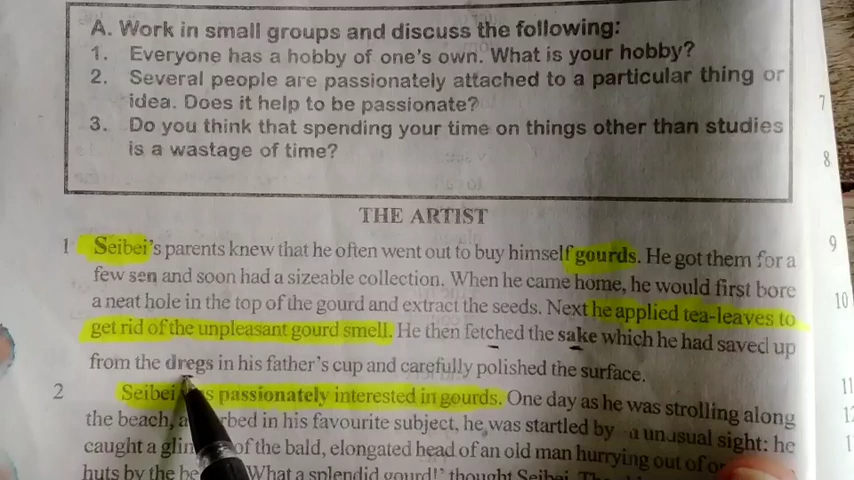 A. Work in small groups and discuss the following:
1. Everyone has a hobby of one's own. What is your hobby?
2. Several people are passionately attached to a particular thing or
idea. Does it help to be passionate?
3. Do you think that spending your time on things other than studies
is a wastage of time?
7
8
THE ARTIST
1 Seibei's parents knew that he often went out to buy himself gourds. He got them for a
few sen and soon had a sizeable collection. When he came home, he would first bore
a neat hole in the top of the gourd and extract the seeds. Next he applied tea-leaves to
get rid of the unpleasant gourd smell. He then fetched the sake which he had saved up
from the dregs in his father's cup and carefully polished the surface.
2 Seibei passionately interested in gourds. One day as he was strolling along
the beach, in his favourite subject, he was startled by unusual sight: he
caught a of the bald, elongated head of an old man hurrying out of
huts by the What a splendid gourd!' thought Seibei.
9
10
11